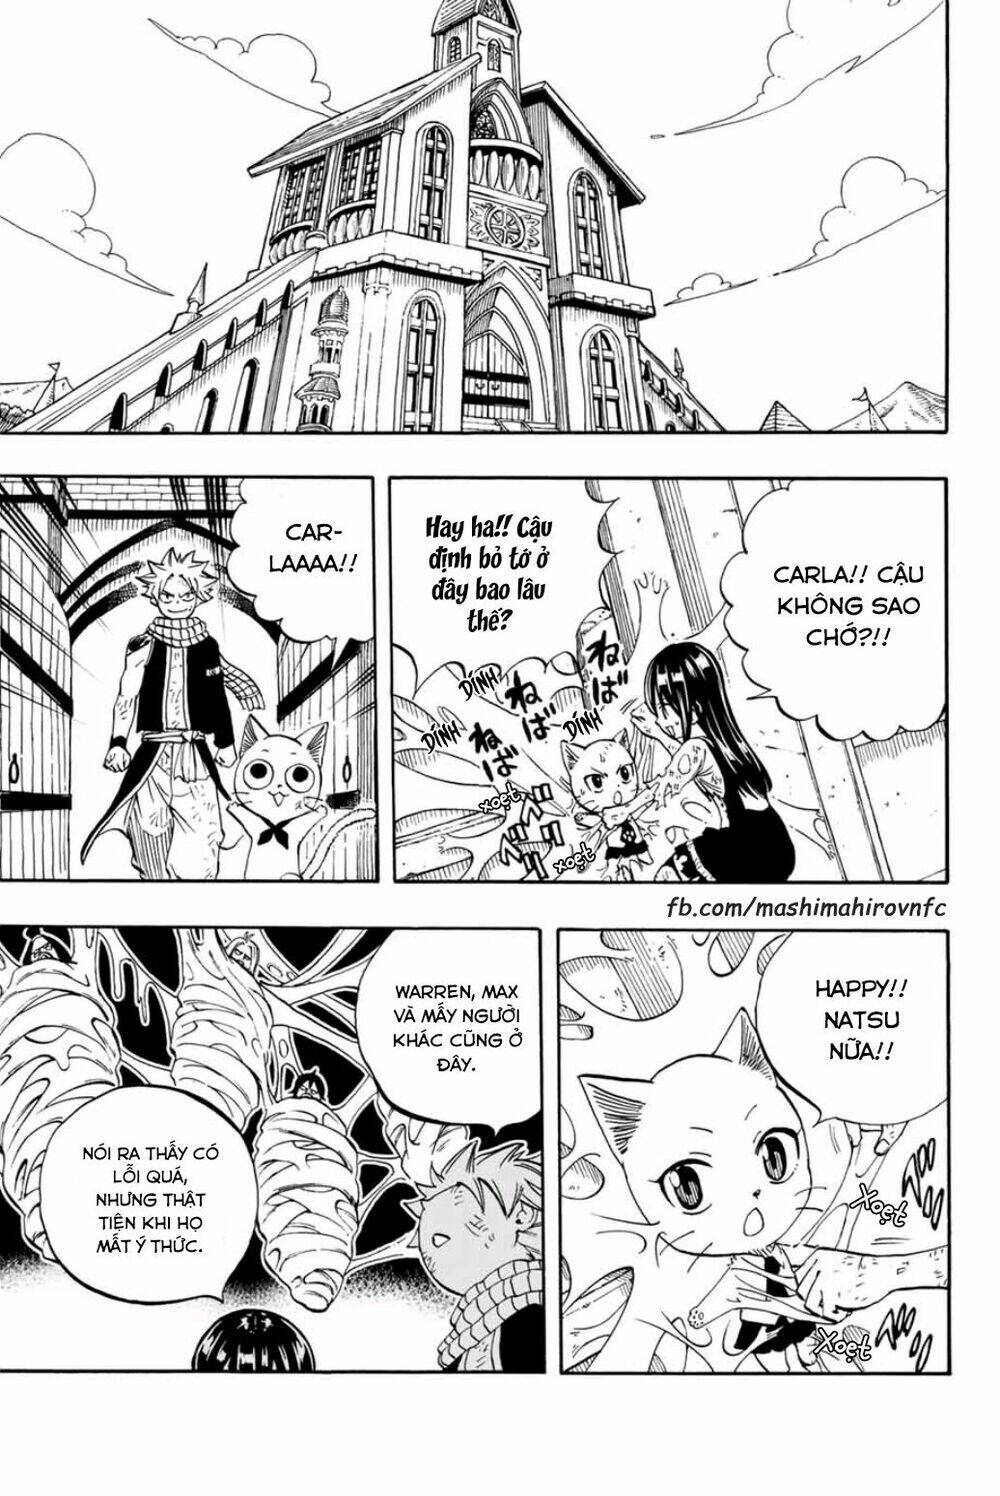 CARLA!! CẬU
KHÔNG SAO
CHỚ?!!
Hay ha!! Cậu
định bỏ tớ ở
đây bao lâu
thế?
DÍNH
DÍNH
DÍNH
ねば
ねば
ねば
xoẹt
xoẹt
CAR-
LAAAA!!
fb.com/mashimahirovnfc
HAPPY!!
NATSU
NỮA!!
Xoẹt
Xoẹt
WARREN, MAX
VÀ MẤY NGƯỜI
KHÁC CŨNG Ở
ĐÂY.
NÓI RA THẤY CÓ
LỖI QUÁ,
NHƯNG THẬT
TIỆN KHI HỌ
MẤT Ý THỨC.